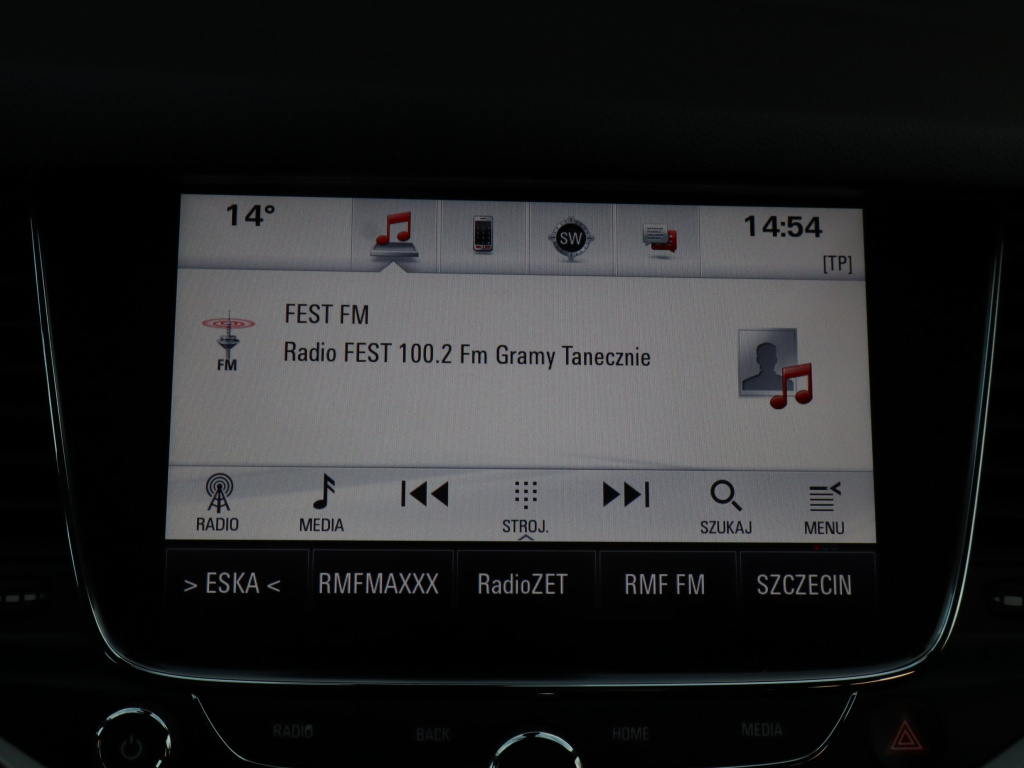 14°
SW
14:54
[TP]
FEST FM
Radio FEST 100.2 Fm Gramy Tanecznie
FM
RADIO
MEDIA
STROJ.
SZUKAJ
MENU
> ESKA <
RMFMAXXX
RadioZET
RMF FM
SZCZECIN
RADIO
BACK
HOME
MEDIA